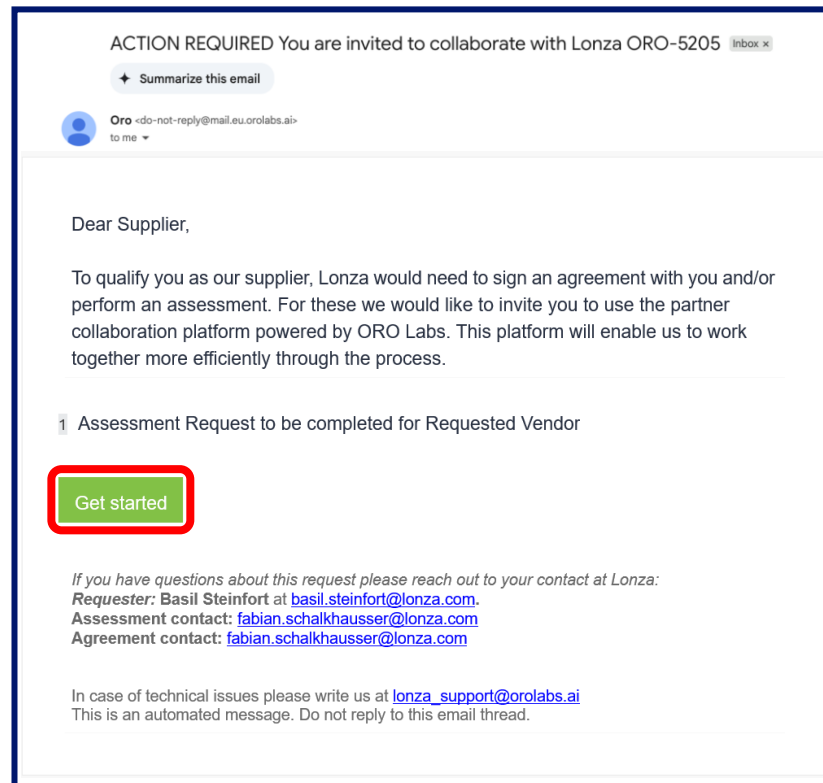 ACTION REQUIRED You are invited to collaborate with Lonza ORO-5205 Inbox ×
Summarize this email
Oro <do-not-reply@mail.eu.orolabs.ai>
to me
Dear Supplier,
To qualify you as our supplier, Lonza would need to sign an agreement with you and/or
perform an assessment. For these we would like to invite you to use the partner
collaboration platform powered by ORO Labs. This platform will enable us to work
together more efficiently through the process.
1 Assessment Request to be completed for Requested Vendor
Get started
If you have questions about this request please reach out to your contact at Lonza:
Requester: Basil Steinfort at basil.steinfort@lonza.com.
Assessment contact: fabian.schalkhausser@lonza.com
Agreement contact: fabian.schalkhausser@lonza.com
In case of technical issues please write us at lonza_support@orolabs.ai
This is an automated message. Do not reply to this email thread.